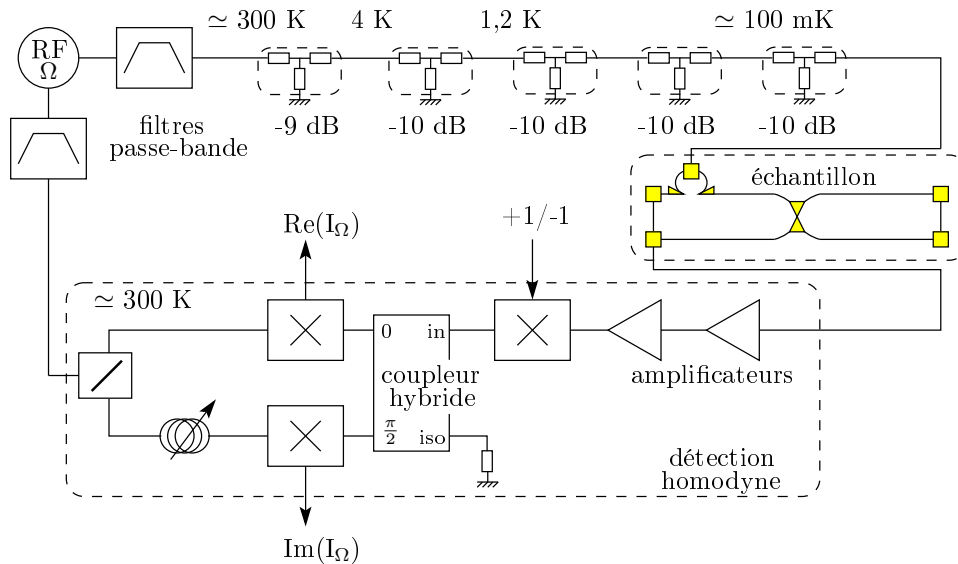 ≃ 300 K 4 K 1,2 K ≃ 100 mK
RF
Ω
-9 dB -10 dB -10 dB -10 dB -10 dB
filtres
passe-bande
échantillon
Re(I_Ω)
+1/-1
≃ 300 K
0 in
coupleur
hybride
π/2 iso
amplificateurs
détection
homodyne
Im(I_Ω)